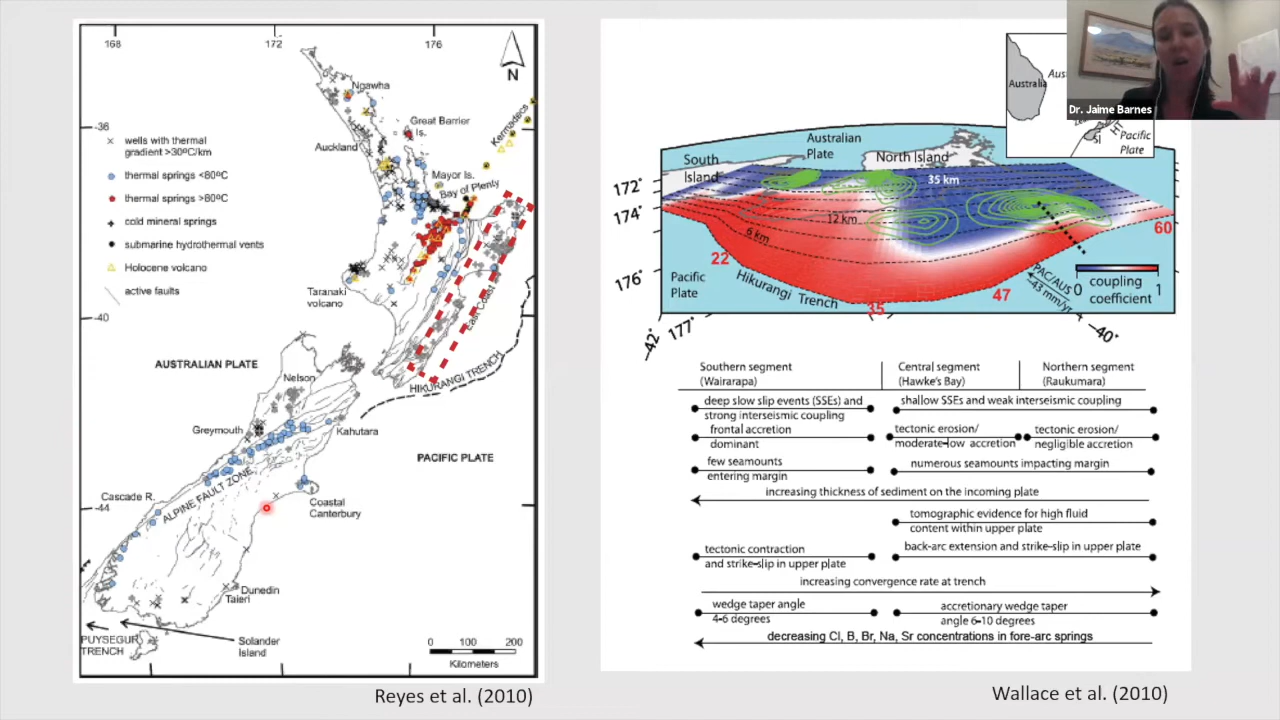 168
172
176
N
Ngawha
-36
wells with thermal
gradient >30ºC/km
Great Barrier
Is.
Kermadecs
Auckland
thermal springs <80ºC
Mayor Is.
Bay of Plenty
thermal springs >80ºC
cold mineral springs
submarine hydrothermal vents
Holocene volcano
active faults
Taranaki
volcano
East Coast
-40
AUSTRALIAN PLATE
HIKURANGI TRENCH
Nelson
Greymouth
Kahutara
PACIFIC PLATE
Cascade R.
ALPINE FAULT ZONE
Coastal
Canterbury
-44
Dunedin
Taieri
PUYSEGUR
TRENCH
Solander
Island
0 100 200
Kilometers
Reyes et al. (2010)
Dr. Jaime Barnes
Australia
Pacific
Plate
HT
SI
Australian
Plate
South
Island
North Island
172°
174°
176°
35 km
12 km
6 km
22
35
47
60
Pacific
Plate
Hikurangi Trench
PAC/AUS
~43 mm/yr
0 coupling 1
coefficient
-42°
177°
-40°
Southern segment
(Wairarapa)
Central segment
(Hawke's Bay)
Northern segment
(Raukumara)
deep slow slip events (SSEs) and
strong interseismic coupling
shallow SSEs and weak interseismic coupling
frontal accretion
dominant
tectonic erosion/
moderate-low accretion
tectonic erosion/
negligible accretion
few seamounts
entering margin
numerous seamounts impacting margin
increasing thickness of sediment on the incoming plate
tomographic evidence for high fluid
content within upper plate
tectonic contraction
and strike-slip in upper plate
back-arc extension and strike-slip in upper plate
increasing convergence rate at trench
wedge taper angle
4-6 degrees
accretionary wedge taper
angle 6-10 degrees
decreasing Cl, B, Br, Na, Sr concentrations in fore-arc springs
Wallace et al. (2010)